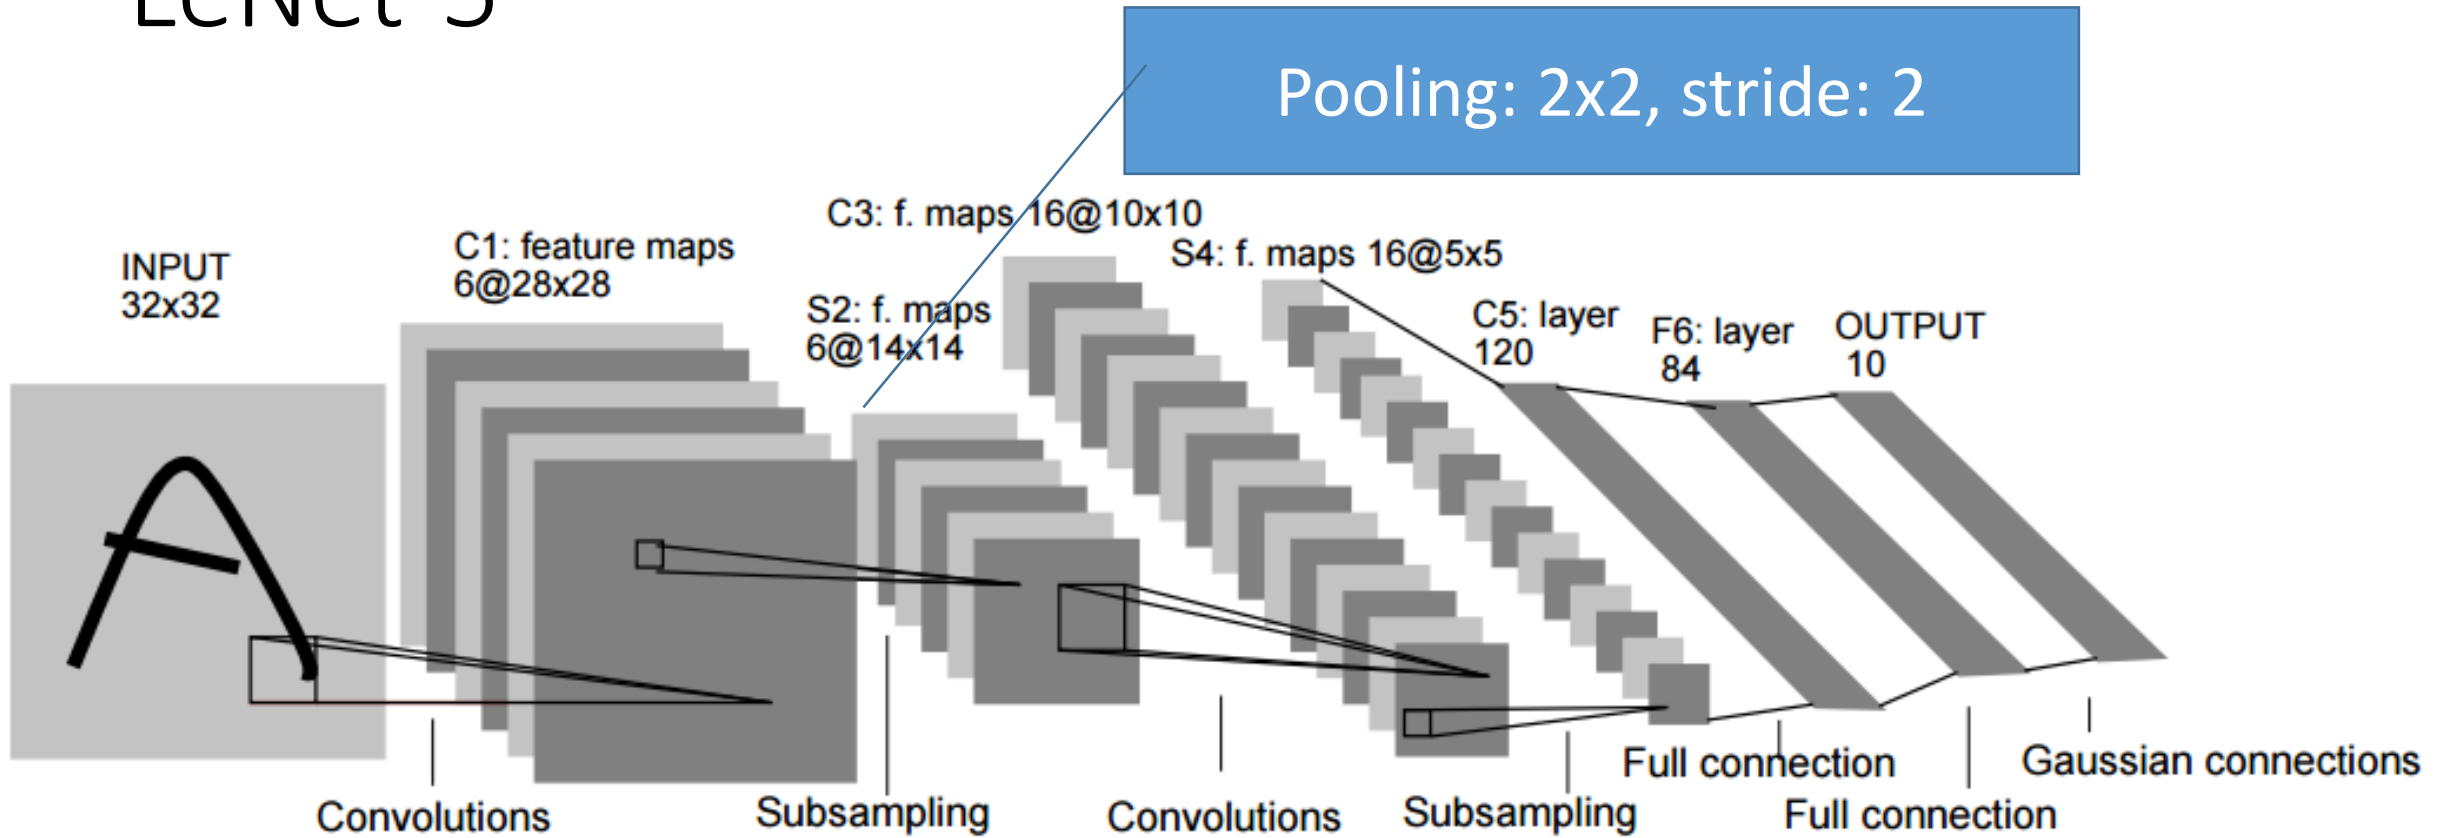 LeNet-5
Pooling: 2x2, stride: 2
C3: f. maps 16@10x10
S4: f. maps 16@5x5
INPUT
32x32
C1: feature maps
6@28x28
S2: f. maps
6@14x14
C5: layer
120
F6: layer
84
OUTPUT
10
Convolutions
Subsampling
Convolutions
Subsampling
Full connection
Full connection
Gaussian connections